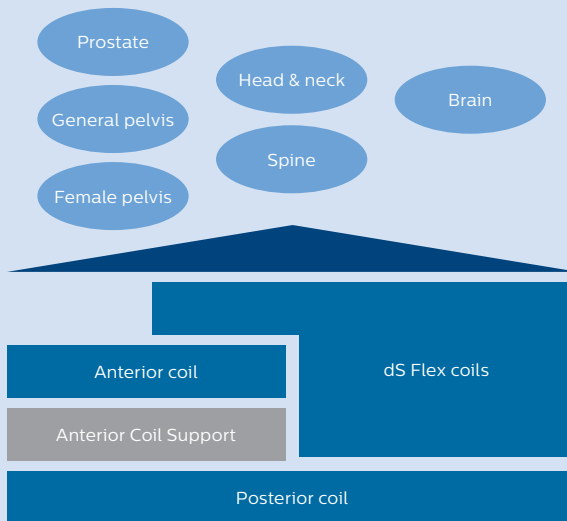 Prostate
General pelvis
Female pelvis
Head & neck
Spine
Brain
Anterior coil
Anterior Coil Support
dS Flex coils
Posterior coil